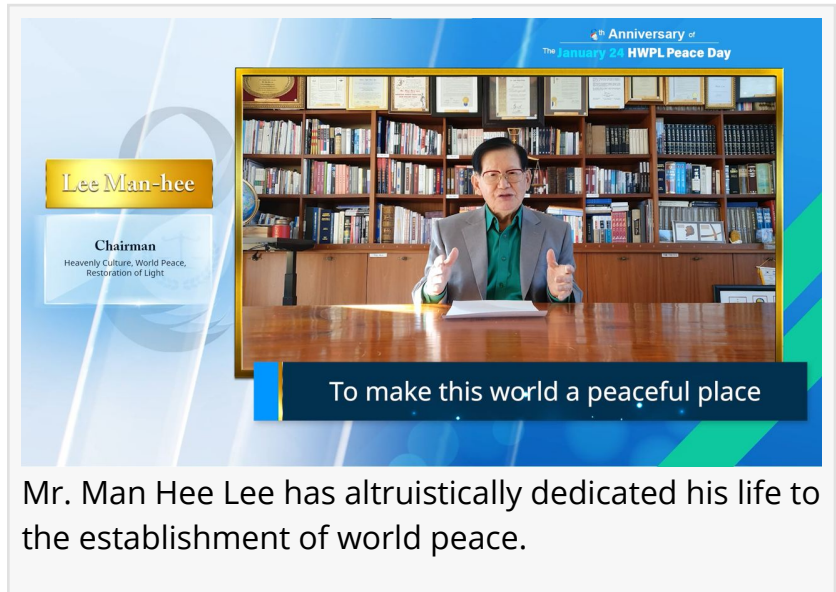 th Anniversary of
The January 24 HWPL Peace Day
Lee Man-hee
Chairman
Heavenly Culture, World Peace,
Restoration of Light
To make this world a peaceful place
Mr. Man Hee Lee has altruistically dedicated his life to
the establishment of world peace.